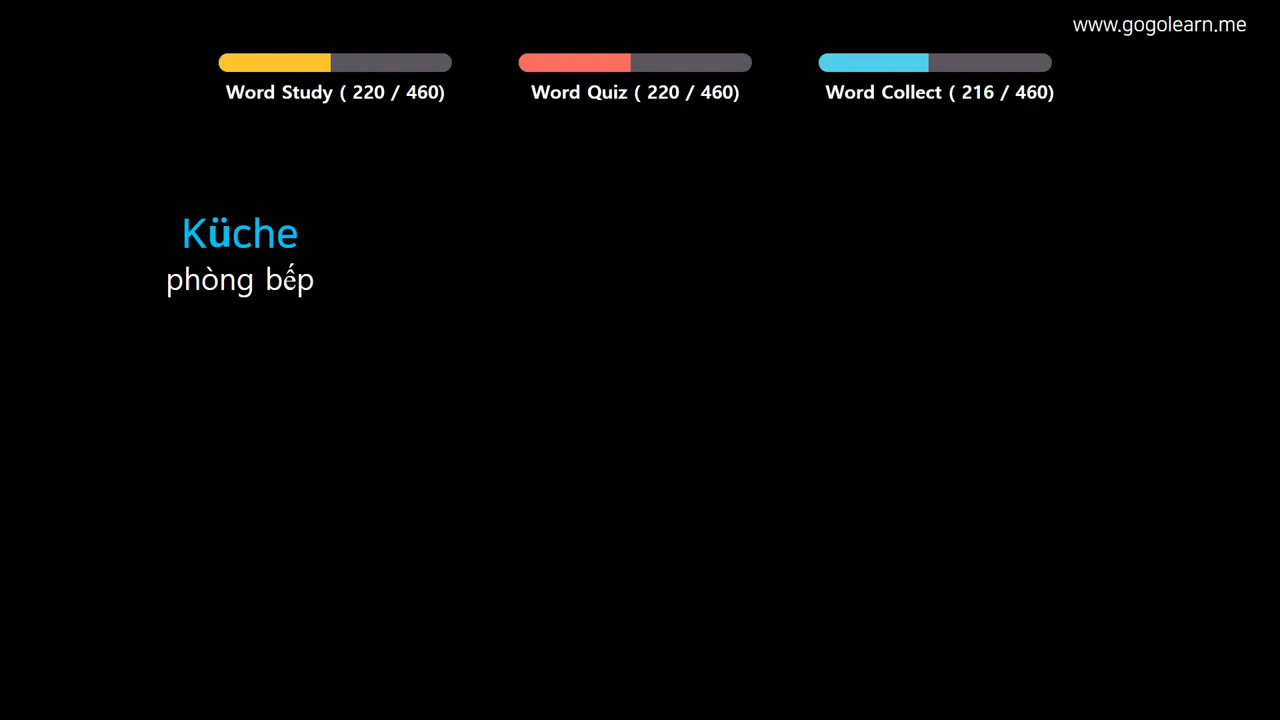 www.gogolearn.me
Word Study ( 220 / 460)
Word Quiz ( 220 / 460)
Word Collect ( 216 / 460)
Küche
phòng bếp